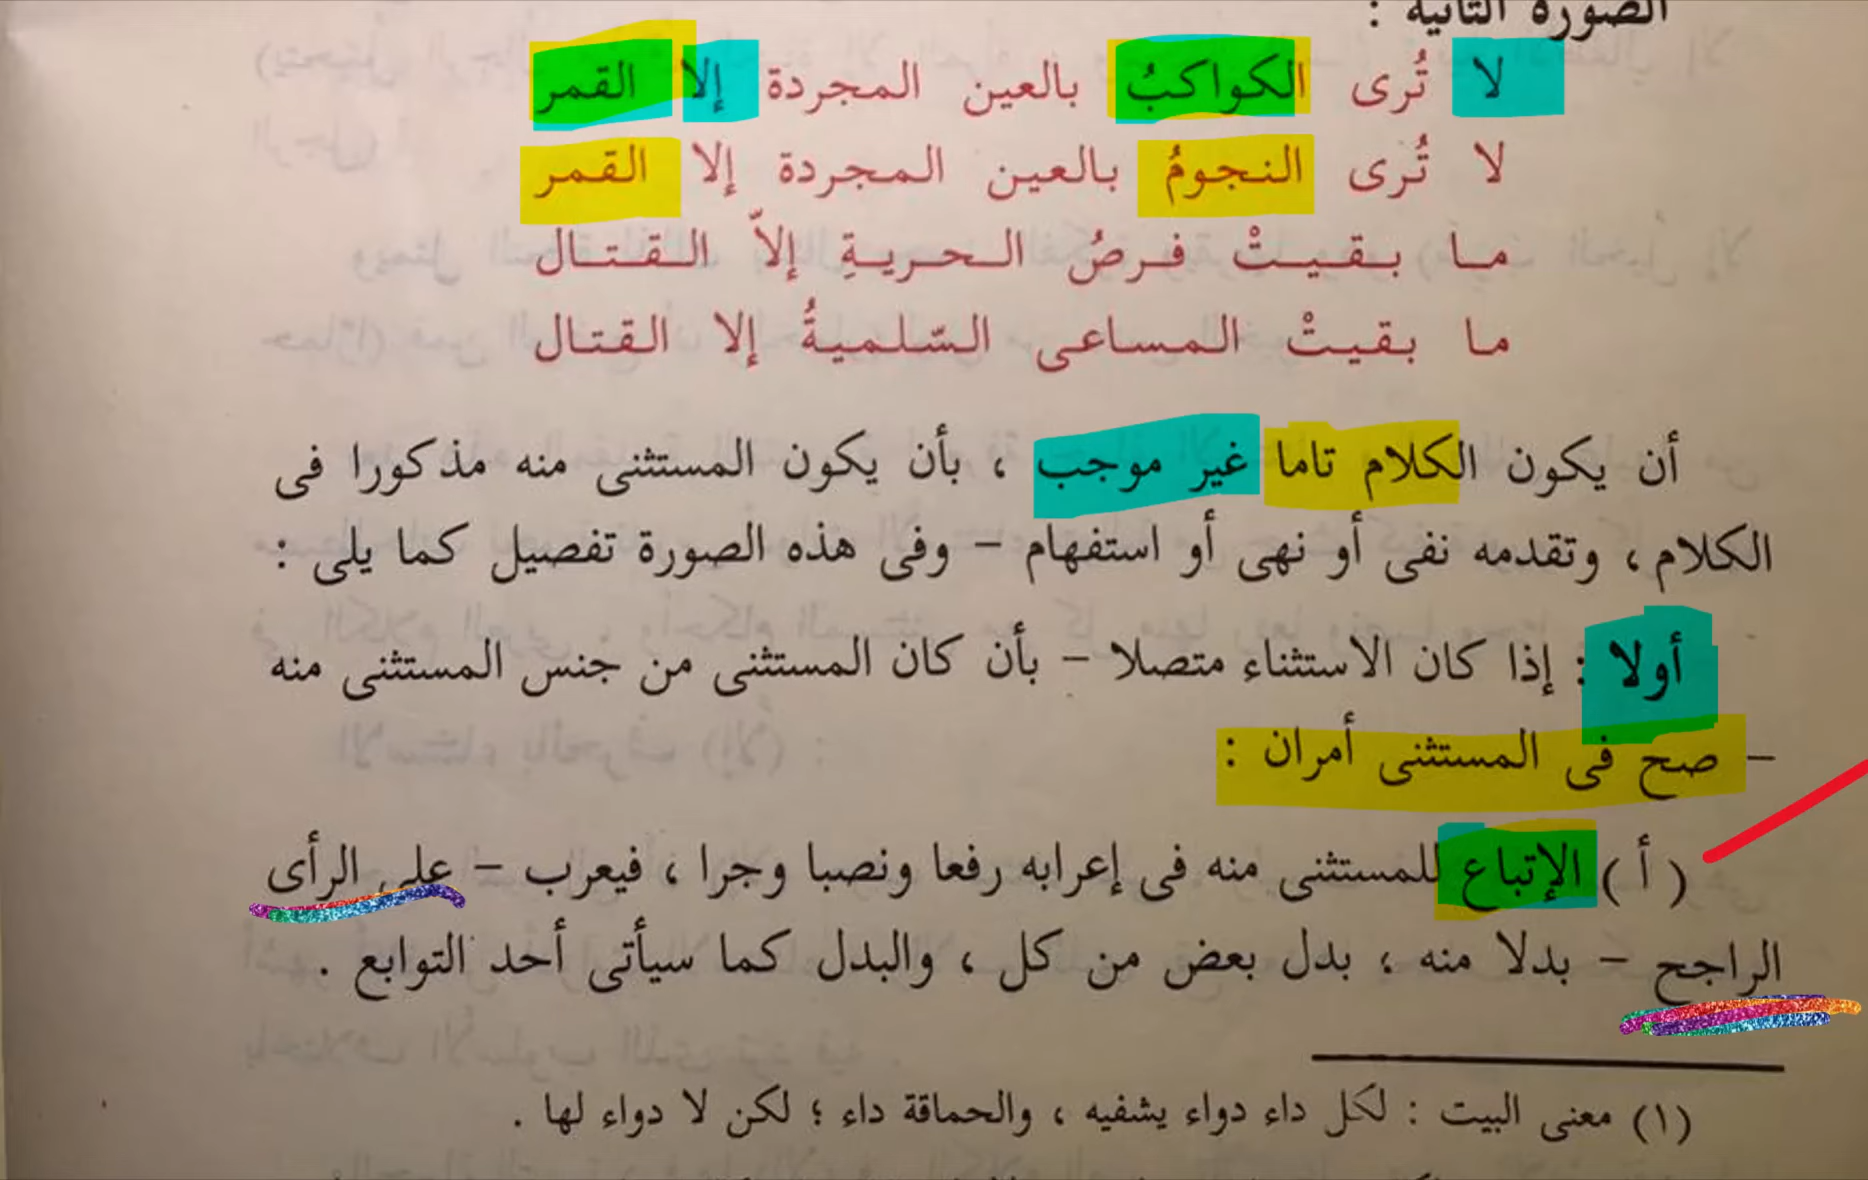 الصورة الثانية :
لا تُرى الكواكبُ بالعين المجردة إلا القمر
لا تُرى النجومُ بالعين المجردة إلا القمر
ما بقيتْ فرصُ الحريةِ إلاّ القتال
ما بقيتْ المساعى السّلميةُ إلا القتال
أن يكون الكلام تاما غير موجب ، بأن يكون المستثنى منه مذكورا فى
الكلام ، وتقدمه نفى أو نهى أو استفهام – وفى هذه الصورة تفصيل كما يلى :
أولا : إذا كان الاستثناء متصلا – بأن كان المستثنى من جنس المستثنى منه
– صح فى المستثنى أمران :
( أ ) الإتباع للمستثنى منه فى إعرابه رفعا ونصبا وجرا ، فيعرب – على الرأى
الراجح – بدلا منه ، بدل بعض من كل ، والبدل كما سيأتى أحد التوابع .
(١) معنى البيت : لكل داء دواء يشفيه ، والحماقة داء ؛ لكن لا دواء لها .